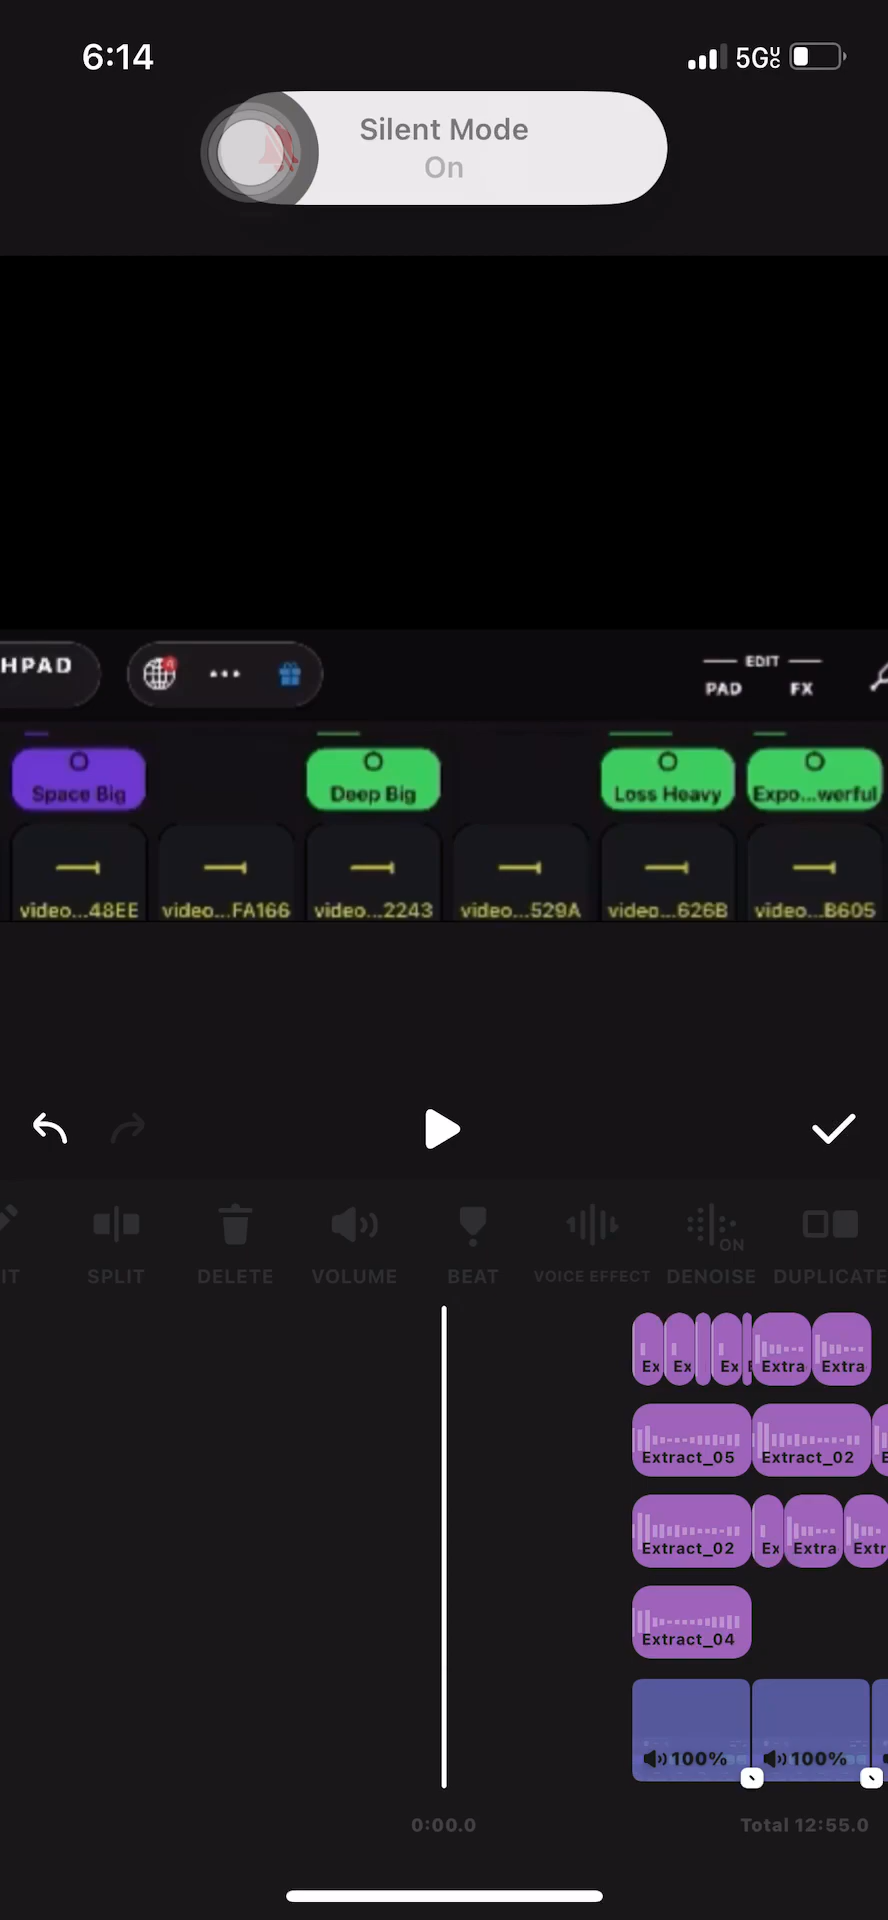 6:14
5GUC
Silent Mode
On
HPAD
EDIT
PAD FX
Space Big
Deep Big
Loss Heavy
Expo...werful
video...48EE
video...FA166
video...2243
video...529A
video...626B
video...B605
IT
SPLIT
DELETE
VOLUME
BEAT
VOICE EFFECT
DENOISE
ON
DUPLICATE
Ex
Ex
Ex
E
Extra
Extra
Extract_05
Extract_02
E
Extract_02
Ex
Extra
Extr
Extract_04
100%
100%
0:00.0
Total 12:55.0